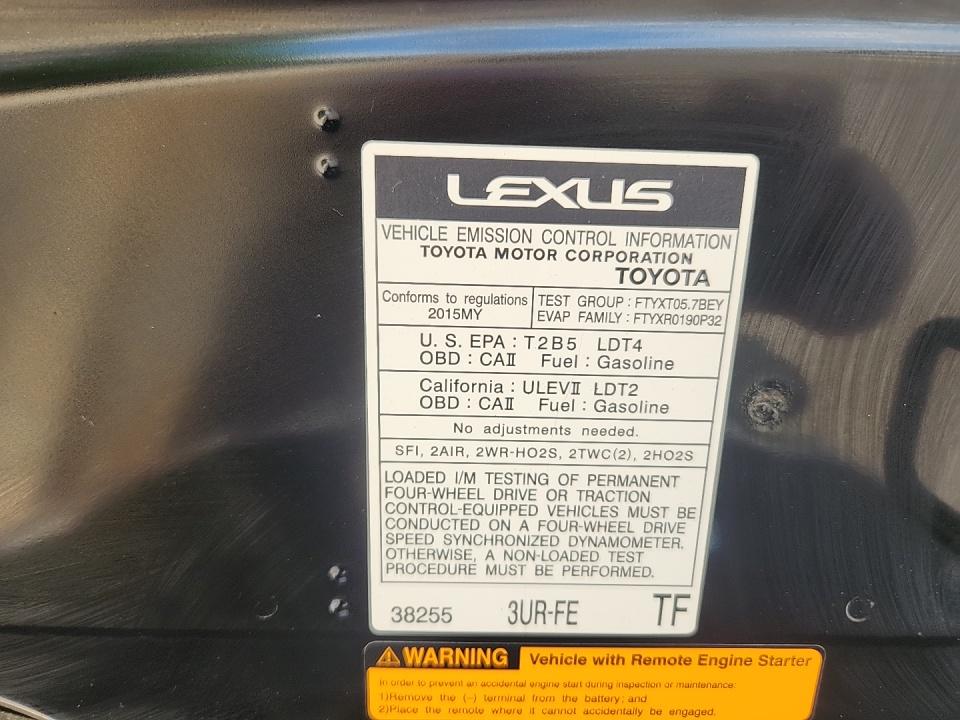 LEXUS
VEHICLE EMISSION CONTROL INFORMATION
TOYOTA MOTOR CORPORATION
TOYOTA
Conforms to regulations
2015MY
TEST GROUP : FTYXT05.7BEY
EVAP FAMILY : FTYXR0190P32
U. S. EPA : T2B5 LDT4
OBD : CAⅡ Fuel : Gasoline
California : ULEVⅡ LDT2
OBD : CAⅡ Fuel : Gasoline
No adjustments needed.
SFI, 2AIR, 2WR-HO2S, 2TWC(2), 2HO2S
LOADED I/M TESTING OF PERMANENT
FOUR-WHEEL DRIVE OR TRACTION
CONTROL-EQUIPPED VEHICLES MUST BE
CONDUCTED ON A FOUR-WHEEL DRIVE
SPEED SYNCHRONIZED DYNAMOMETER.
OTHERWISE, A NON-LOADED TEST
PROCEDURE MUST BE PERFORMED.
38255 3UR-FE TF
WARNING Vehicle with Remote Engine Starter
In order to prevent an accidental engine start during inspection or maintenance:
1)Remove the (−) terminal from the battery; and
2)Place the remote where it cannot accidentally be engaged.